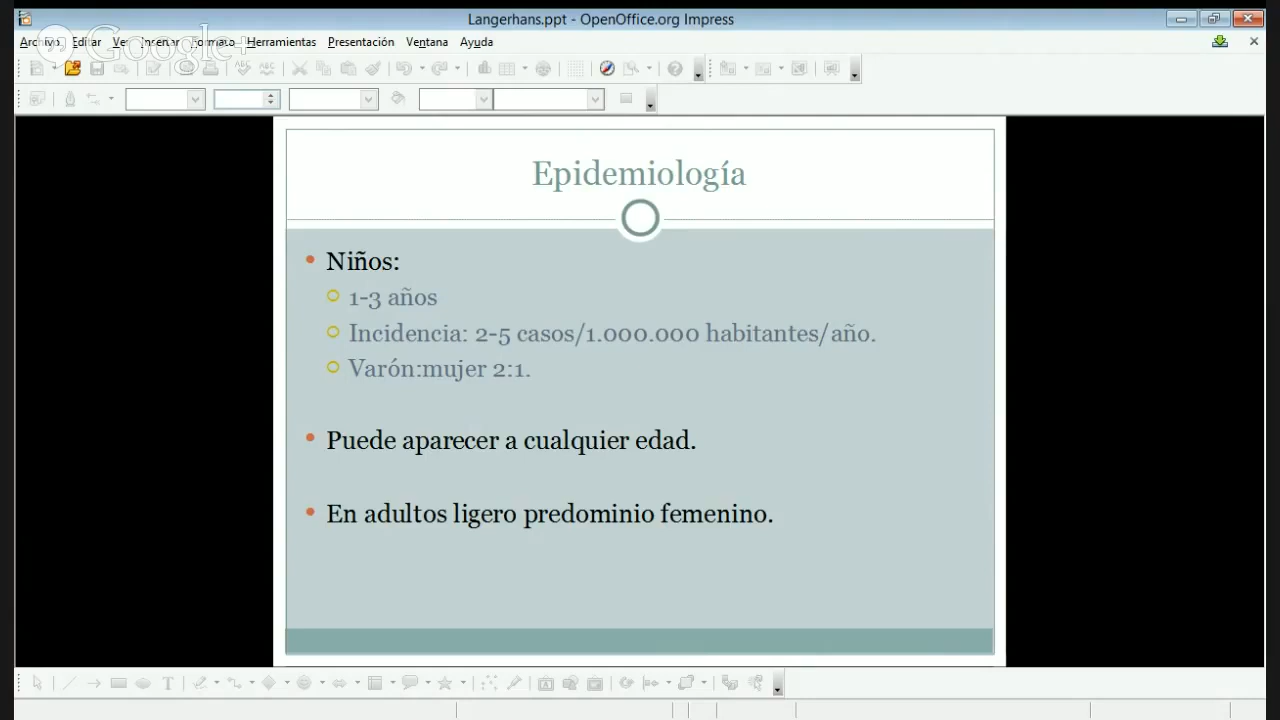 Langerhans.ppt - OpenOffice.org Impress
Archivo Editar Ver Insertar Formato Herramientas Presentación Ventana Ayuda
Google+
Epidemiología
Niños:
1-3 años
Incidencia: 2-5 casos/1.000.000 habitantes/año.
Varón:mujer 2:1.
Puede aparecer a cualquier edad.
En adultos ligero predominio femenino.